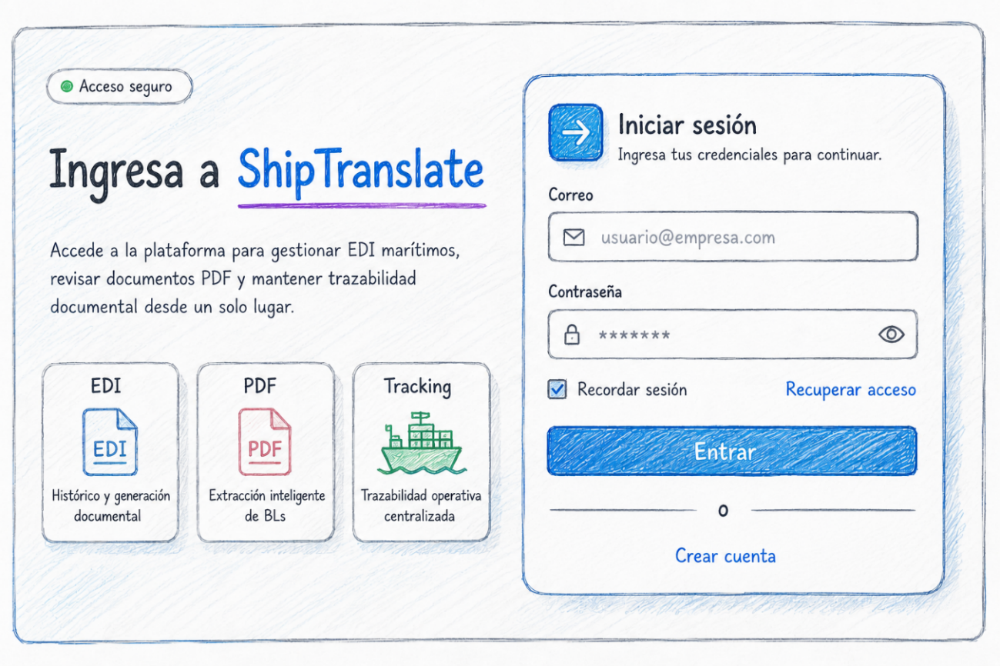 Acceso seguro
Ingresa a ShipTranslate
Accede a la plataforma para gestionar EDI marítimos,
revisar documentos PDF y mantener trazabilidad
documental desde un solo lugar.
EDI
EDI
Histórico y generación
documental
PDF
PDF
Extracción inteligente
de BLs
Tracking
Trazabilidad operativa
centralizada
Iniciar sesión
Ingresa tus credenciales para continuar.
Correo
usuario@empresa.com
Contraseña
*******
Recordar sesión
Recuperar acceso
Entrar
o
Crear cuenta